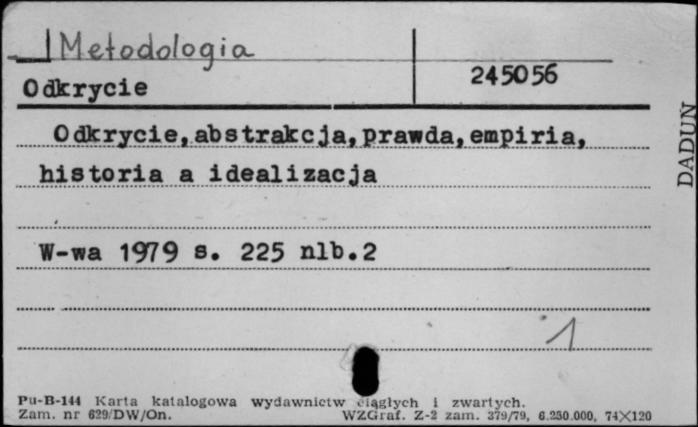 Metodologia
Odkrycie
245056
Odkrycie, abstrakcja, prawda, empiria,
historia a idealizacja
W-wa 1979 s. 225 nlb.2
1
Pu-B-144 Karta katalogowa wydawnictw ciągłych i zwartych.
Zam. nr 629/DW/On. WZGraf. Z-2 zam. 379/79, 6.250.000, 74X120
DADUN